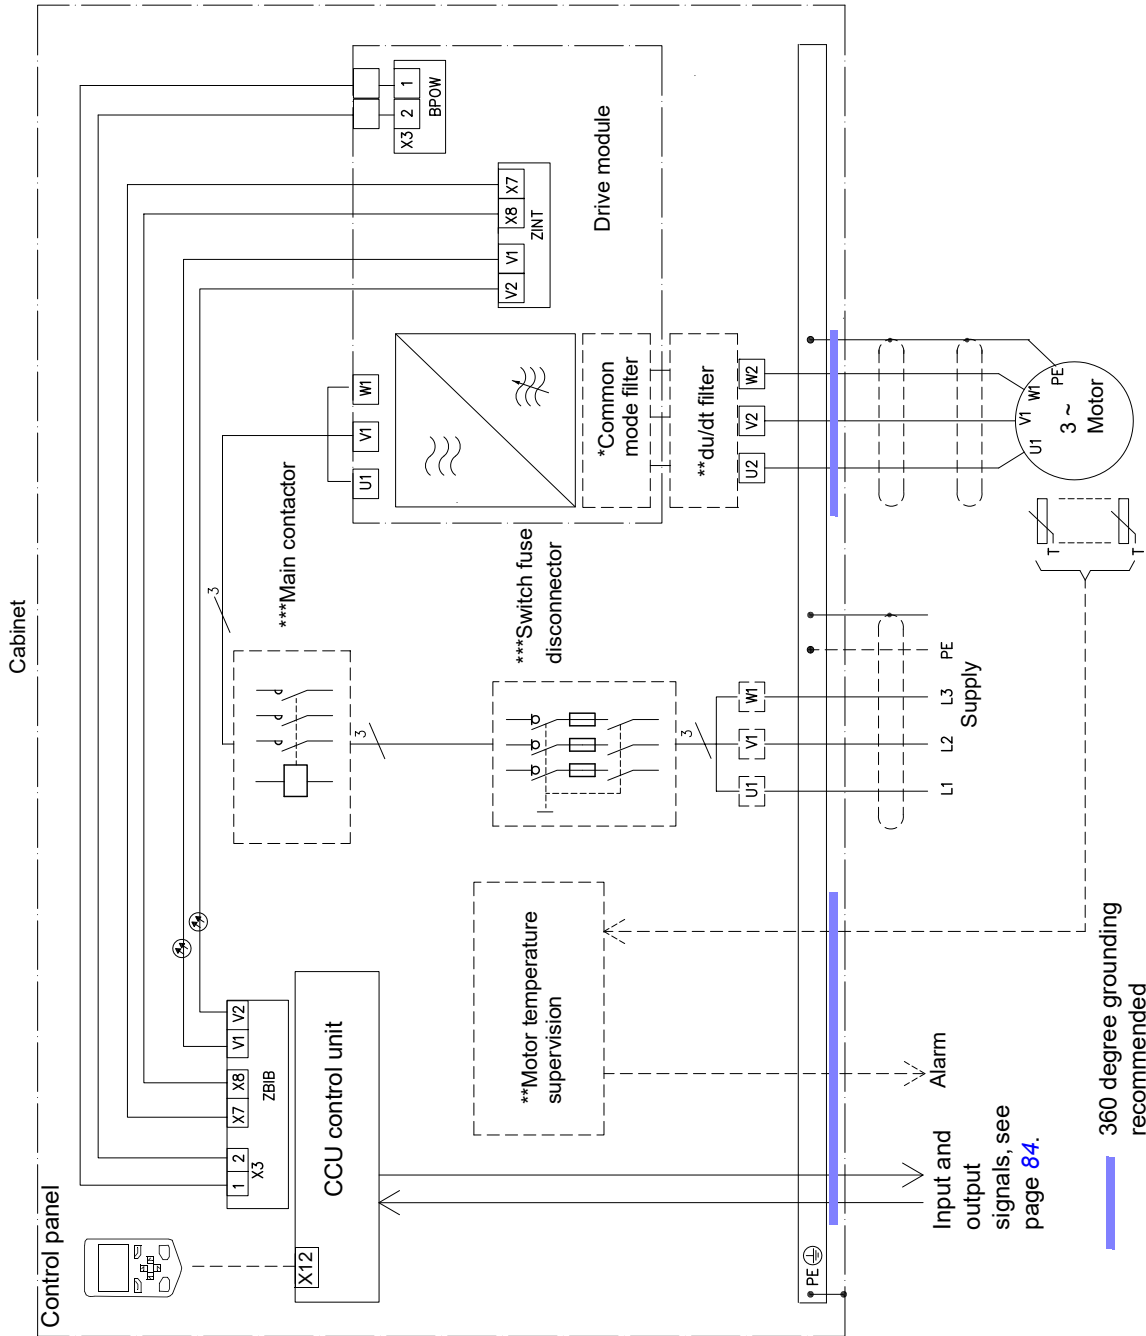 Cabinet
Control panel
X12
CCU control unit
1
2
X3
X7
X8
V1
V2
ZBIB
1
2
X3
BPOW
X7
X8
V1
V2
ZINT
Drive module
3
***Main contactor
3
***Switch fuse
disconnector
3
U1
V1
W1
*Common
mode filter
**du/dt filter
U2
V2
W2
U1
V1
W1
L1
L2
L3
PE
Supply
U1
V1
W1
PE
3 ~
Motor
T
T
**Motor temperature
supervision
Alarm
PE
Input and
output
signals, see
page 84.
360 degree grounding
recommended